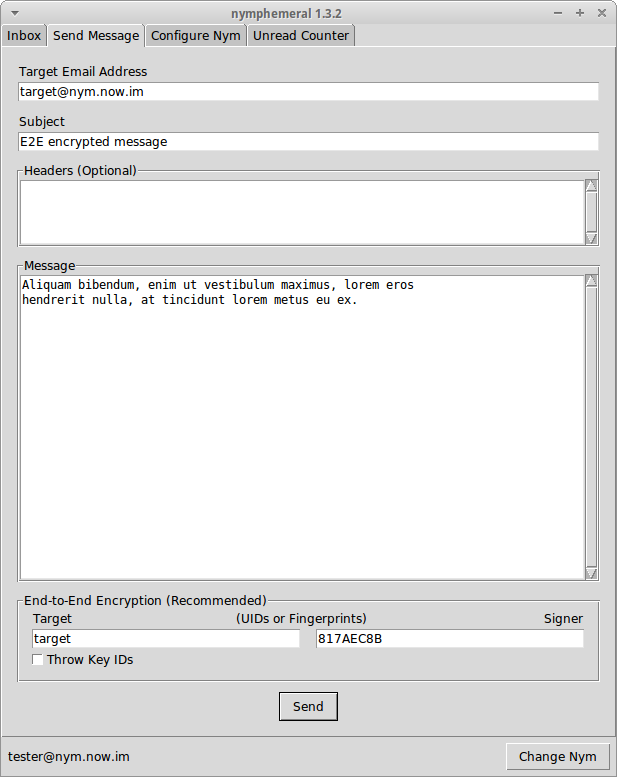 nymphemeral 1.3.2
Inbox Send Message Configure Nym Unread Counter
Target Email Address
target@nym.now.im
Subject
E2E encrypted message
Headers (Optional)
Message
Aliquam bibendum, enim ut vestibulum maximus, lorem eros
hendrerit nulla, at tincidunt lorem metus eu ex.
End-to-End Encryption (Recommended)
Target (UIDs or Fingerprints) Signer
target 817AEC8B
Throw Key IDs
Send
tester@nym.now.im Change Nym